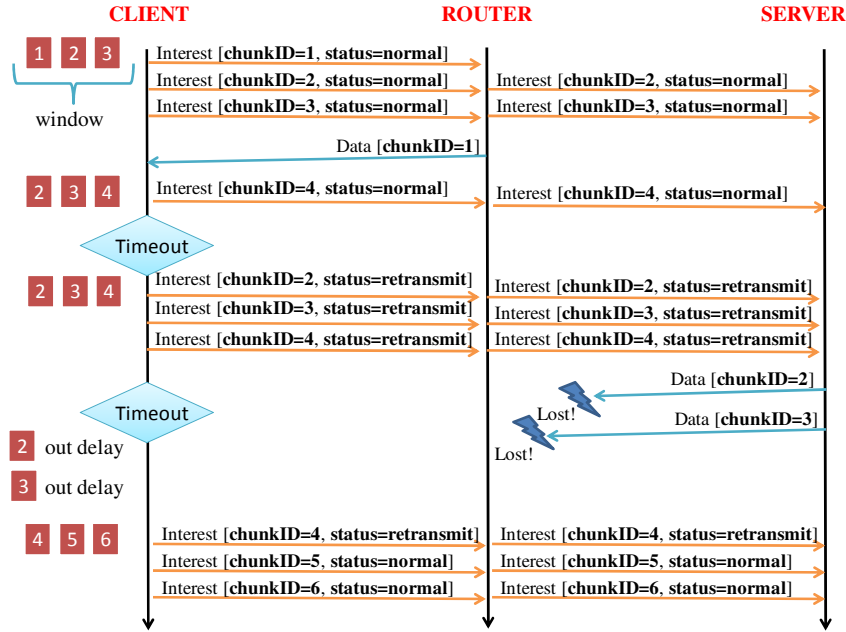 CLIENT ROUTER SERVER
1 2 3 Interest [chunkID=1, status=normal]
Interest [chunkID=2, status=normal] Interest [chunkID=2, status=normal]
Interest [chunkID=3, status=normal] Interest [chunkID=3, status=normal]
window
Data [chunkID=1]
2 3 4 Interest [chunkID=4, status=normal] Interest [chunkID=4, status=normal]
Timeout
2 3 4 Interest [chunkID=2, status=retransmit] Interest [chunkID=2, status=retransmit]
Interest [chunkID=3, status=retransmit] Interest [chunkID=3, status=retransmit]
Interest [chunkID=4, status=retransmit] Interest [chunkID=4, status=retransmit]
Data [chunkID=2]
Timeout Lost! Data [chunkID=3]
2 out delay Lost!
3 out delay
4 5 6 Interest [chunkID=4, status=retransmit] Interest [chunkID=4, status=retransmit]
Interest [chunkID=5, status=normal] Interest [chunkID=5, status=normal]
Interest [chunkID=6, status=normal] Interest [chunkID=6, status=normal]